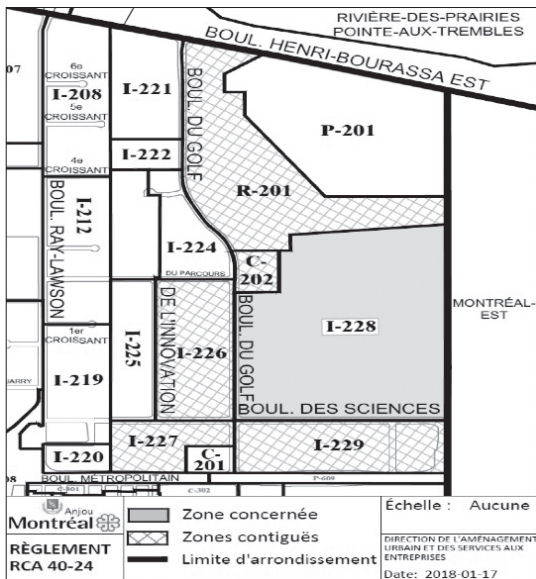 RIVIÈRE-DES-PRAIRIES
POINTE-AUX-TREMBLES
BOUL. HENRI-BOURASSA EST
07
6e
CROISSANT
I-208
5e
CROISSANT
4e
CROISSANT
I-221
I-222
BOUL. DU GOLF
P-201
R-201
I-212
BOUL. RAY-LAWSON
I-224
DU PARCOURS
C-
202
MONTRÉAL-
EST
1er
CROISSANT
I-225
DE L'INNOVATION
I-226
BOUL. DU GOLF
I-228
I-219
BOUL. DES SCIENCES
I-227
I-229
I-220
C-
201
BOUL. MÉTROPOLITAIN
P-609
C-301
C-302
Anjou
Montréal
RÈGLEMENT
RCA 40-24
Zone concernée
Zones contiguës
Limite d'arrondissement
Échelle : Aucune
DIRECTION DE L'AMÉNAGEMENT
URBAIN ET DES SERVICES AUX
ENTREPRISES
Date: 2018-01-17